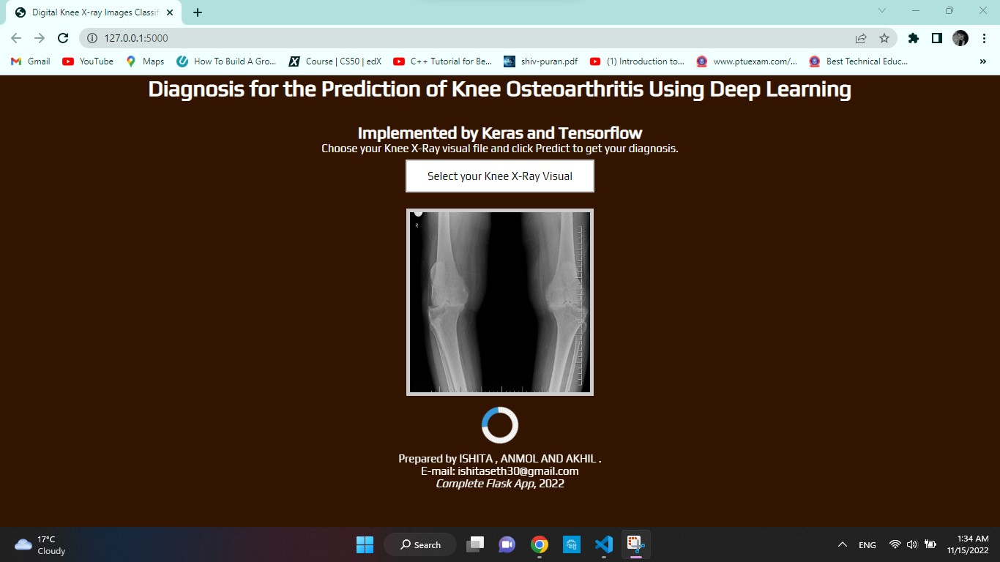 Digital Knee X-ray Images Classif
127.0.0.1:5000
Gmail
YouTube
Maps
How To Build A Gro...
Course | CS50 | edX
C++ Tutorial for Be...
shiv-puran.pdf
(1) Introduction to...
www.ptuexam.com/...
Best Technical Educ...
»
Diagnosis for the Prediction of Knee Osteoarthritis Using Deep Learning
Implemented by Keras and Tensorflow
Choose your Knee X-Ray visual file and click Predict to get your diagnosis.
Select your Knee X-Ray Visual
Prepared by ISHITA , ANMOL AND AKHIL .
E-mail: ishitaseth30@gmail.com
Complete Flask App, 2022
17°C
Cloudy
Search
ENG
1:34 AM
11/15/2022